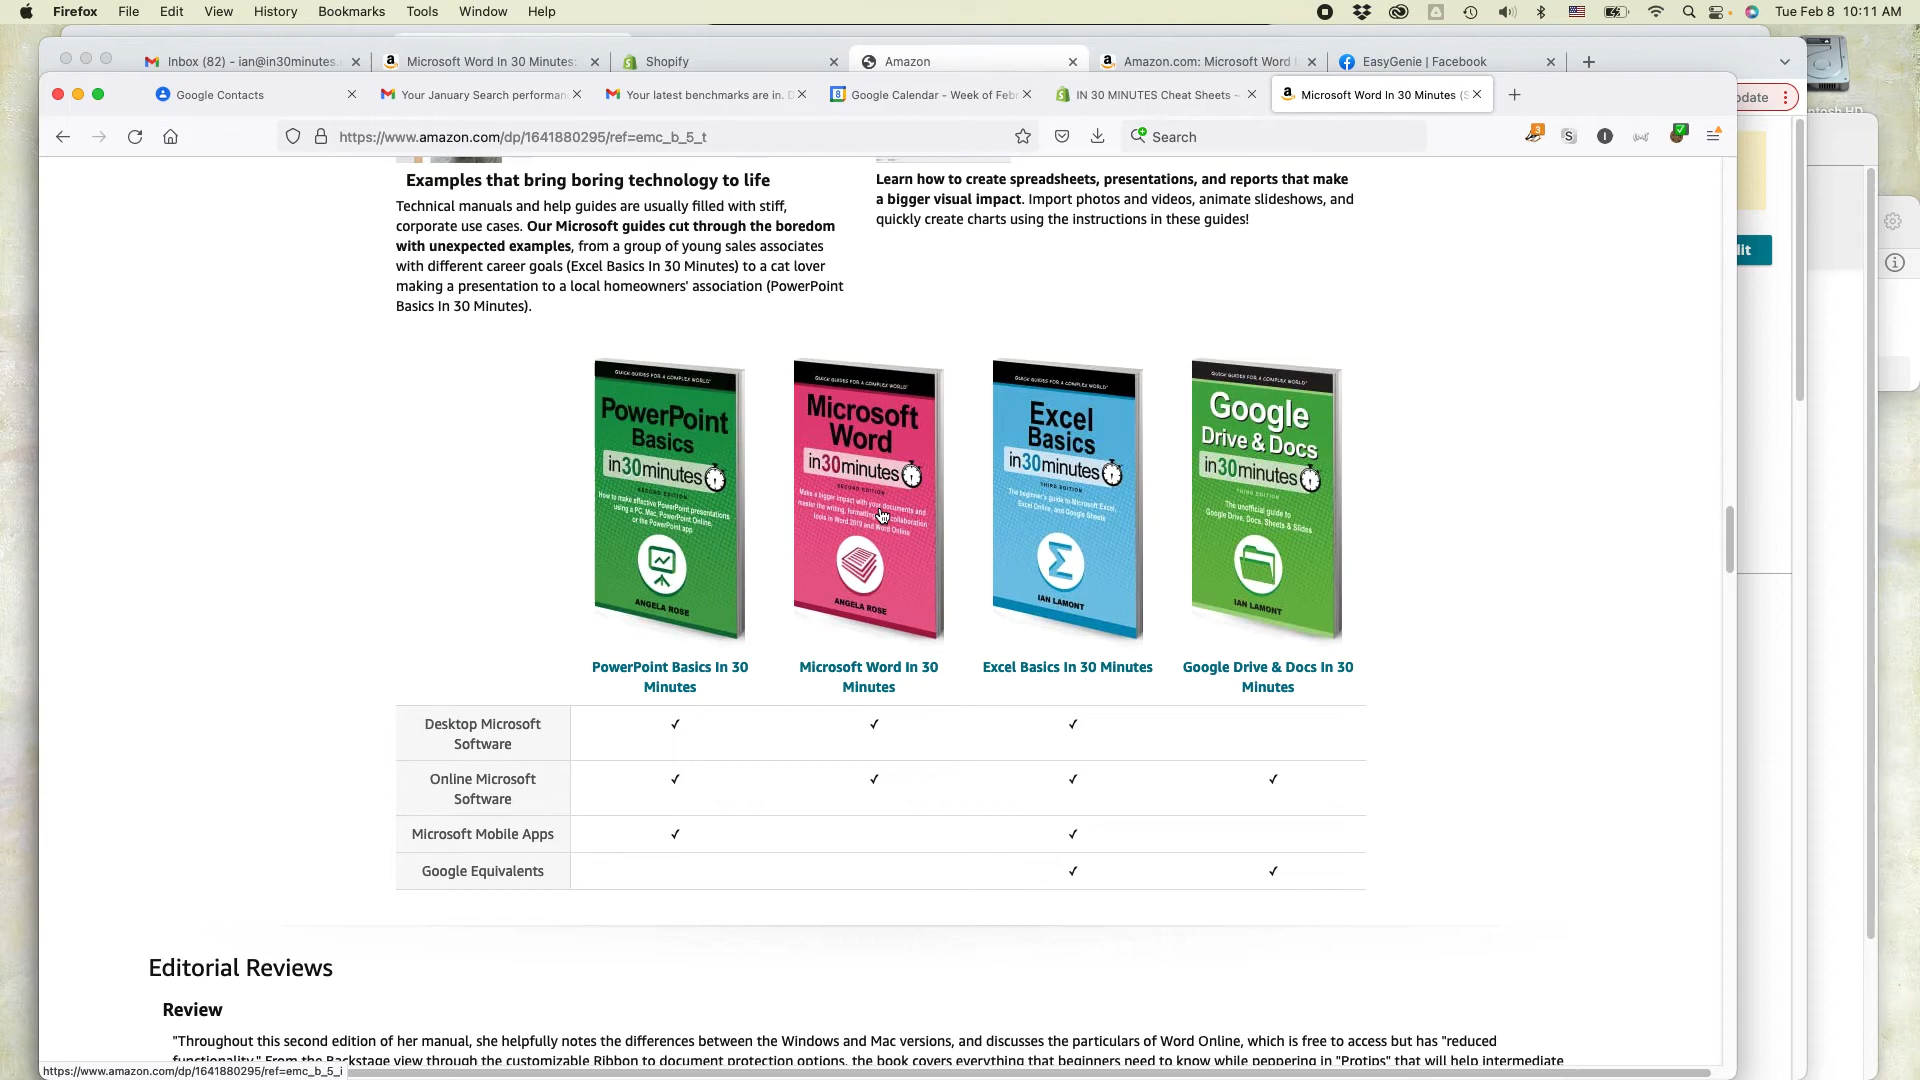 Firefox File Edit View History Bookmarks Tools Window Help
Tue Feb 8 10:11 AM
Inbox (82) - ian@in30minutes.
Microsoft Word In 30 Minutes:
Shopify
Amazon
Amazon.com: Microsoft Word I
EasyGenie | Facebook
Google Contacts
Your January Search performan
Your latest benchmarks are in. D
Google Calendar - Week of Feb
IN 30 MINUTES Cheat Sheets ~
Microsoft Word In 30 Minutes (S
date
https://www.amazon.com/dp/1641880295/ref=emc_b_5_t
Search
3
S
Examples that bring boring technology to life
Technical manuals and help guides are usually filled with stiff,
corporate use cases. Our Microsoft guides cut through the boredom
with unexpected examples, from a group of young sales associates
with different career goals (Excel Basics In 30 Minutes) to a cat lover
making a presentation to a local homeowners' association (PowerPoint
Basics In 30 Minutes).
Learn how to create spreadsheets, presentations, and reports that make
a bigger visual impact. Import photos and videos, animate slideshows, and
quickly create charts using the instructions in these guides!
lit
QUICK GUIDES FOR A COMPLEX WORLD
PowerPoint
Basics
in30minutes
SECOND EDITION
How to make effective PowerPoint presentations
using a PC, Mac, PowerPoint Online,
or the PowerPoint app
ANGELA ROSE
QUICK GUIDES FOR A COMPLEX WORLD
Microsoft
Word
in30minutes
SECOND EDITION
Make a bigger impact with your documents and
master the writing, formatting collaboration
tools in Word 2019 and Word Online
ANGELA ROSE
QUICK GUIDES FOR A COMPLEX WORLD
Excel
Basics
in30minutes
THIRD EDITION
The beginner's guide to Microsoft Excel,
Excel Online, and Google Sheets
IAN LAMONT
QUICK GUIDES FOR A COMPLEX WORLD
Google
Drive & Docs
in30minutes
THIRD EDITION
The unofficial guide to
Google Drive, Docs, Sheets & Slides
IAN LAMONT
PowerPoint Basics In 30
Minutes
Microsoft Word In 30
Minutes
Excel Basics In 30 Minutes
Google Drive & Docs In 30
Minutes
Desktop Microsoft
Software
✓ ✓ ✓
Online Microsoft
Software
✓ ✓ ✓ ✓
Microsoft Mobile Apps ✓ ✓
Google Equivalents ✓ ✓
Editorial Reviews
Review
"Throughout this second edition of her manual, she helpfully notes the differences between the Windows and Mac versions, and discusses the particulars of Word Online, which is free to access but has "reduced
functionality." From the Backstage view through the customizable Ribbon to document protection options, the book covers everything that beginners need to know while peppering in "Protips" that will help intermediate
https://www.amazon.com/dp/1641880295/ref=emc_b_5_i